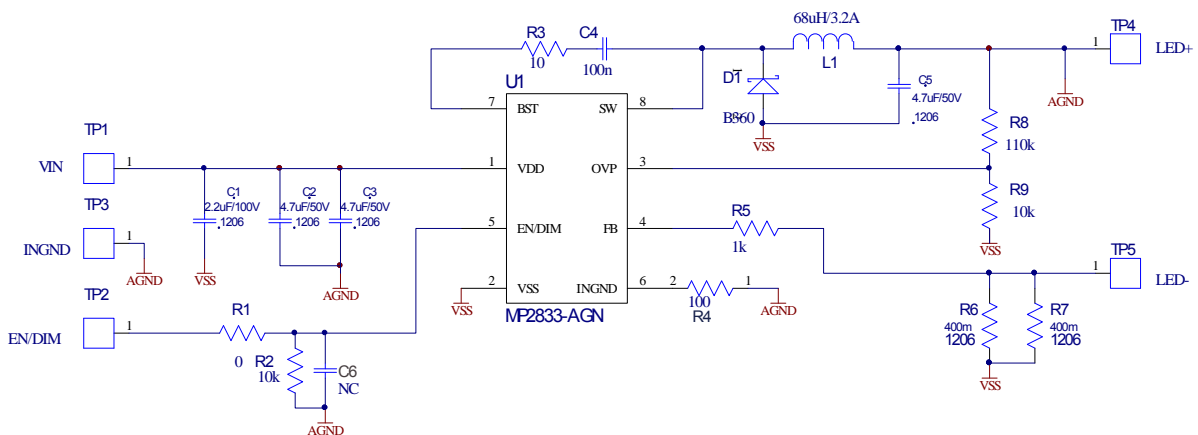 68uH/3.2A
L1
TP4
1
LED+
R3
10
C4
100n
U1
D1
B360
VSS
C5
4.7uF/50V
.1206
AGND
7
BST
SW
8
R8
110k
TP1
VIN
1
1
VDD
OVP
3
C1
2.2uF/100V
.1206
C2
4.7uF/50V
.1206
C3
4.7uF/50V
.1206
R9
10k
VSS
TP3
INGND
1
AGND
VSS
AGND
5
EN/DIM
FB
4
R5
1k
TP5
1
LED-
2
VSS
VSS
INGND
6
2
100
R4
1
AGND
MP2833-AGN
R6
400m
1206
R7
400m
1206
VSS
TP2
EN/DIM
1
R1
0
R2
10k
C6
NC
AGND